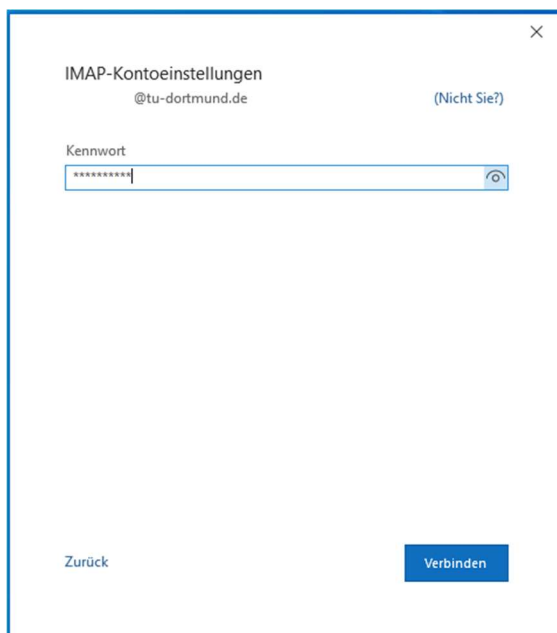 IMAP-Kontoeinstellungen
@tu-dortmund.de (Nicht Sie?)
Kennwort
**********
Zurück Verbinden